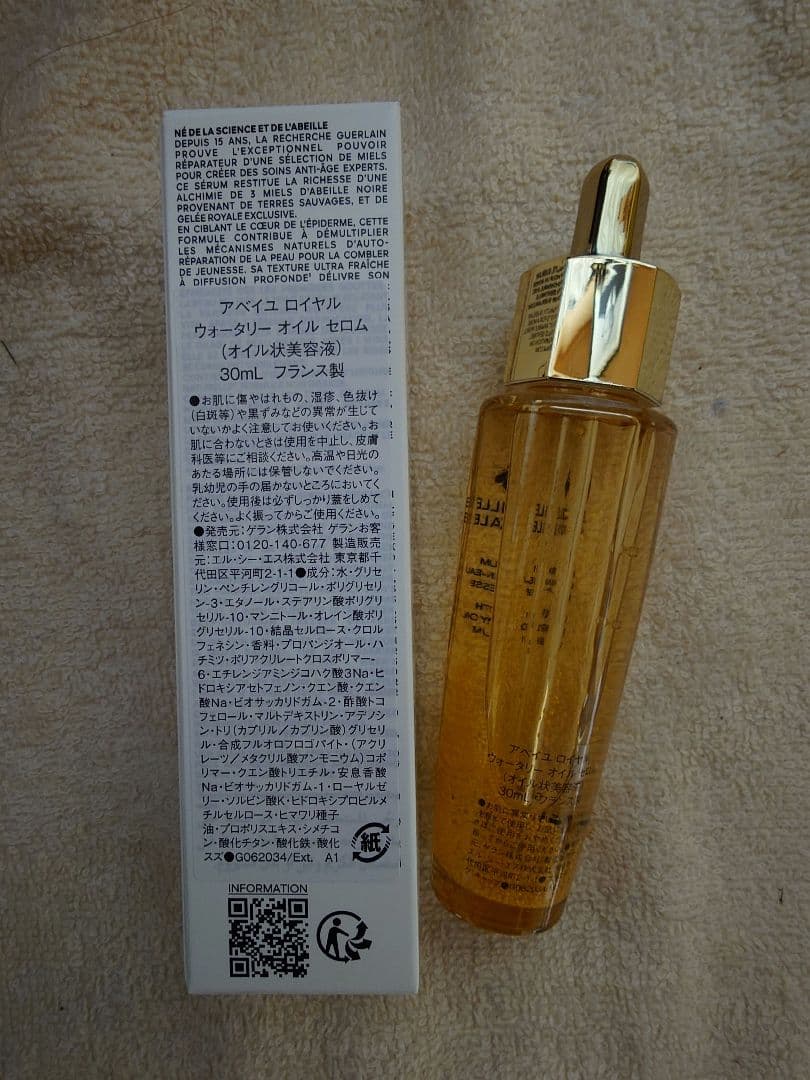 NÉ DE LA SCIENCE ET DE L'ABEILLE
DEPUIS 15 ANS, LA RECHERCHE GUERLAIN
PROUVE L'EXCEPTIONNEL POUVOIR
RÉPARATEUR D'UNE SÉLECTION DE MIELS
POUR CRÉER DES SOINS ANTI-ÂGE EXPERTS.
CE SÉRUM RESTITUE LA RICHESSE D'UNE
ALCHIMIE DE 3 MIELS D'ABEILLE NOIRE
PROVENANT DE TERRES SAUVAGES, ET DE
GELÉE ROYALE EXCLUSIVE.
EN CIBLANT LE CŒUR DE L'ÉPIDERME, CETTE
FORMULE CONTRIBUE À DÉMULTIPLIER
LES MÉCANISMES NATURELS D'AUTO-
RÉPARATION DE LA PEAU POUR LA COMBLER
DE JEUNESSE. SA TEXTURE ULTRA FRAÎCHE
À DIFFUSION PROFONDE¹ DÉLIVRE SON
アベイユ ロイヤル
ウォータリー オイル セロム
(オイル状美容液)
30mL フランス製
●お肌に傷やはれもの、湿疹、色抜け
(白斑等)や黒ずみなどの異常が生じて
いないかよく注意してお使いください。お
肌に合わないときは使用を中止し、皮膚
科医等にご相談ください。高温や日光の
あたる場所には保管しないでください。
乳幼児の手の届かないところにおいてく
ださい。使用後は必ずしっかり蓋をしめて
ください。よく振ってからご使用ください。
●発売元:ゲラン株式会社 ゲランお客
様窓口:0120-140-677 製造販売
元:エル・シー・エス株式会社 東京都千
代田区平河町2-1-1●成分:水・グリセ
リン・ペンチレングリコール・ポリグリセリ
ン-3・エタノール・ステアリン酸ポリグリ
セリル-10・マンニトール・オレイン酸ポリ
グリセリル-10・結晶セルロース・クロル
フェネシン・香料・プロパンジオール・ハ
チミツ・ポリアクリレートクロスポリマー-
6・エチレンジアミンジコハク酸3Na・ヒ
ドロキシアセトフェノン・クエン酸・クエン
酸Na・ビオサッカリドガム-2・酢酸トコ
フェロール・マルトデキストリン・アデノシ
ン・トリ(カプリル/カプリン酸)グリセリ
ル・合成フルオロフロゴパイト・(アクリ
レーツ/メタクリル酸アンモニウム)コポ
リマー・クエン酸トリエチル・安息香酸
Na・ビオサッカリドガム-1・ローヤルゼ
リー・ソルビン酸K・ヒドロキシプロピルメ
チルセルロース・ヒマワリ種子
油・プロポリスエキス・シメチコ
ン・酸化チタン・酸化鉄・酸化
スズ●G062034/Ext. A1
紙
INFORMATION
アベイユ ロイヤル
ウォータリー オイル セロム
(オイル状美容液)
30mL フランス